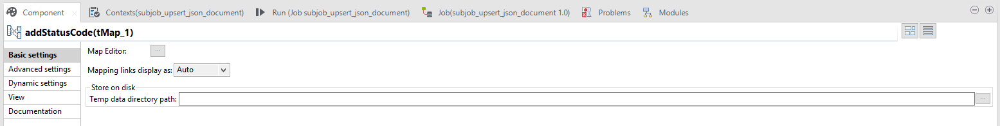 Component Contexts(subjob_upsert_json_document) Run (Job subjob_upsert_json_document) Job(subjob_upsert_json_document 1.0) Problems Modules
addStatusCode(tMap_1)
Basic settings
Map Editor: ...
Advanced settings
Mapping links display as: Auto
Dynamic settings
Store on disk
View
Temp data directory path: ...
Documentation